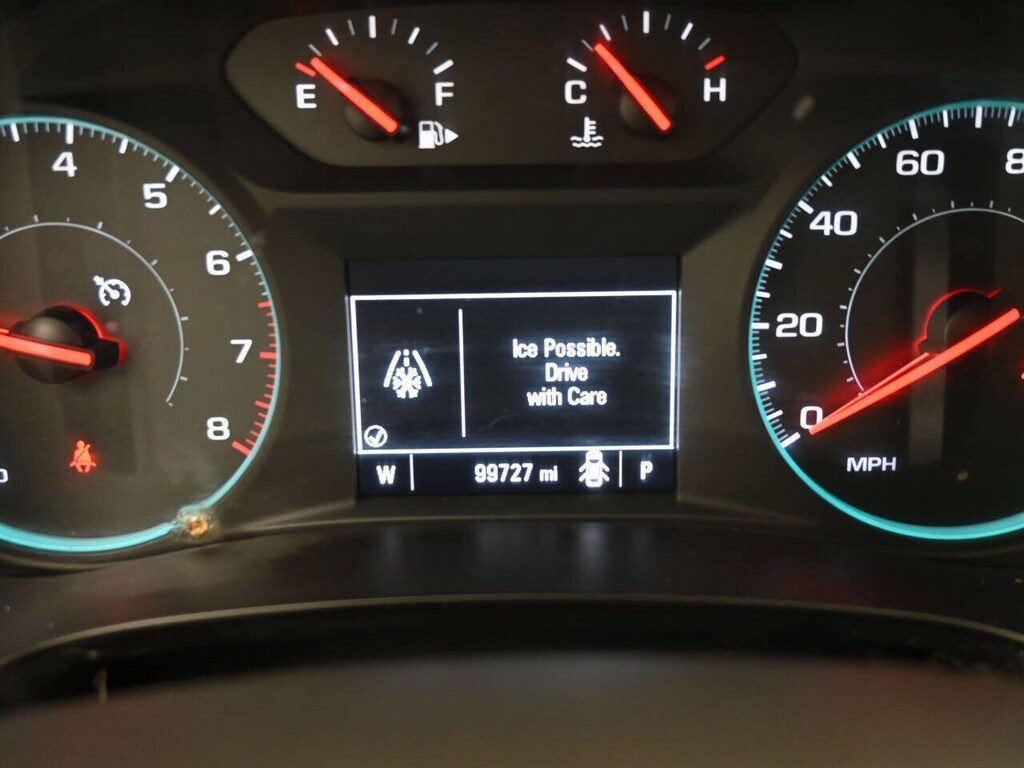 E F
C H
4
5
6
7
8
Ice Possible.
Drive
with Care
W 99727 mi P
0
20
40
60
MPH